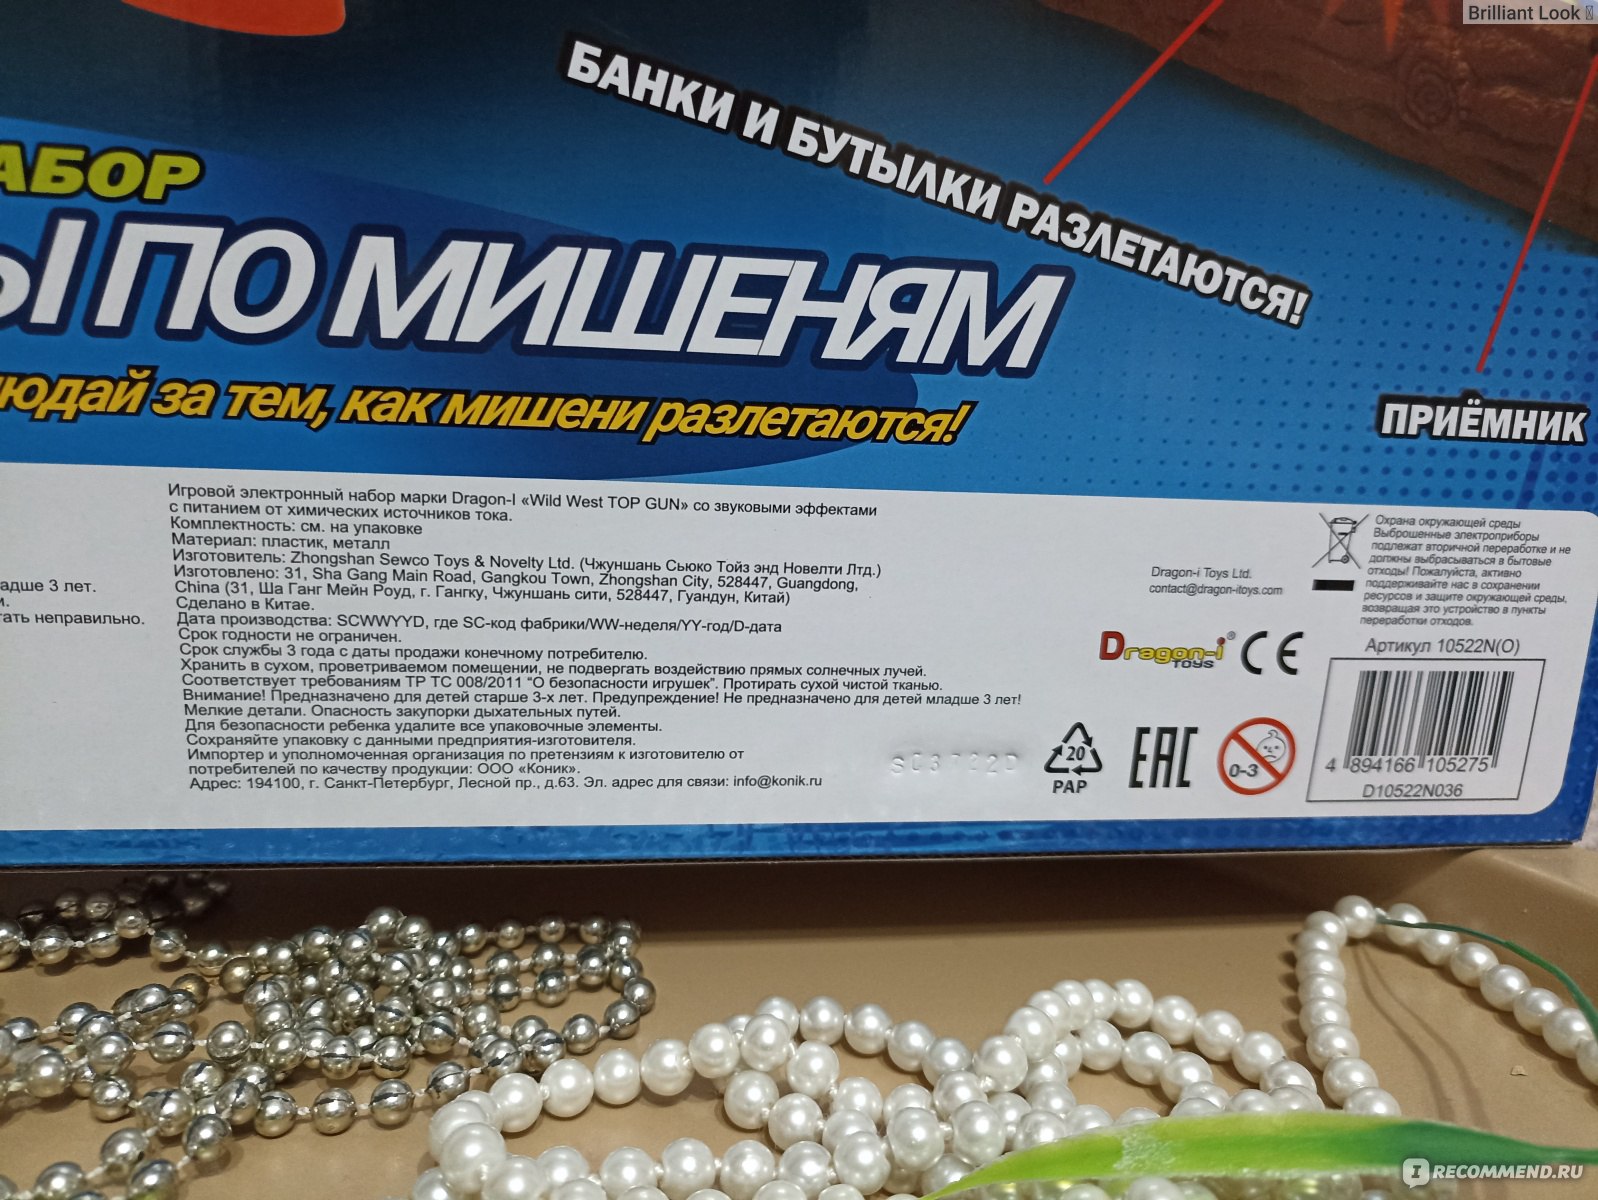 Brilliant Look
БАНКИ И БУТЫЛКИ РАЗЛЕТАЮТСЯ!
АБОР
Ы ПО МИШЕНЯМ
юдай за тем, как мишени разлетаются!
ПРИЁМНИК
адше 3 лет.
м.
гать неправильно.
Игровой электронный набор марки Dragon-I «Wild West TOP GUN» со звуковыми эффектами
с питанием от химических источников тока.
Комплектность: см. на упаковке
Материал: пластик, металл
Изготовитель: Zhongshan Sewco Toys & Novelty Ltd. (Чжуншань Сьюко Тойз энд Новелти Лтд.)
Изготовлено: 31, Sha Gang Main Road, Gangkou Town, Zhongshan City, 528447, Guangdong,
China (31, Ша Ганг Мейн Роуд, г. Гангку, Чжуншань сити, 528447, Гуандун, Китай)
Сделано в Китае.
Дата производства: SCWWYYD, где SC-код фабрики/WW-неделя/YY-год/D-дата
Срок годности не ограничен.
Срок службы 3 года с даты продажи конечному потребителю.
Хранить в сухом, проветриваемом помещении, не подвергать воздействию прямых солнечных лучей.
Соответствует требованиям ТР ТС 008/2011 “О безопасности игрушек”. Протирать сухой чистой тканью.
Внимание! Предназначено для детей старше 3-х лет. Предупреждение! Не предназначено для детей младше 3 лет!
Мелкие детали. Опасность закупорки дыхательных путей.
Для безопасности ребенка удалите все упаковочные элементы.
Сохраняйте упаковку с данными предприятия-изготовителя.
Импортер и уполномоченная организация по претензиям к изготовителю от
потребителей по качеству продукции: ООО «Коник».
Адрес: 194100, г. Санкт-Петербург, Лесной пр., д.63. Эл. адрес для связи: info@konik.ru
Dragon-i Toys Ltd.
contact@dragon-itoys.com
Охрана окружающей среды
Выброшенные электроприборы
подлежат вторичной переработке и не
должны выбрасываться в бытовые
отходы! Пожалуйста, активно
поддерживайте нас в сохранении
ресурсов и защите окружающей среды,
возвращая это устройство в пункты
переработки отходов.
Dragon-i® CE
TOYS
Артикул 10522N(O)
20
PAP
EAC
0-3
4 894166 105275
D10522N036
IRECOMMEND.RU